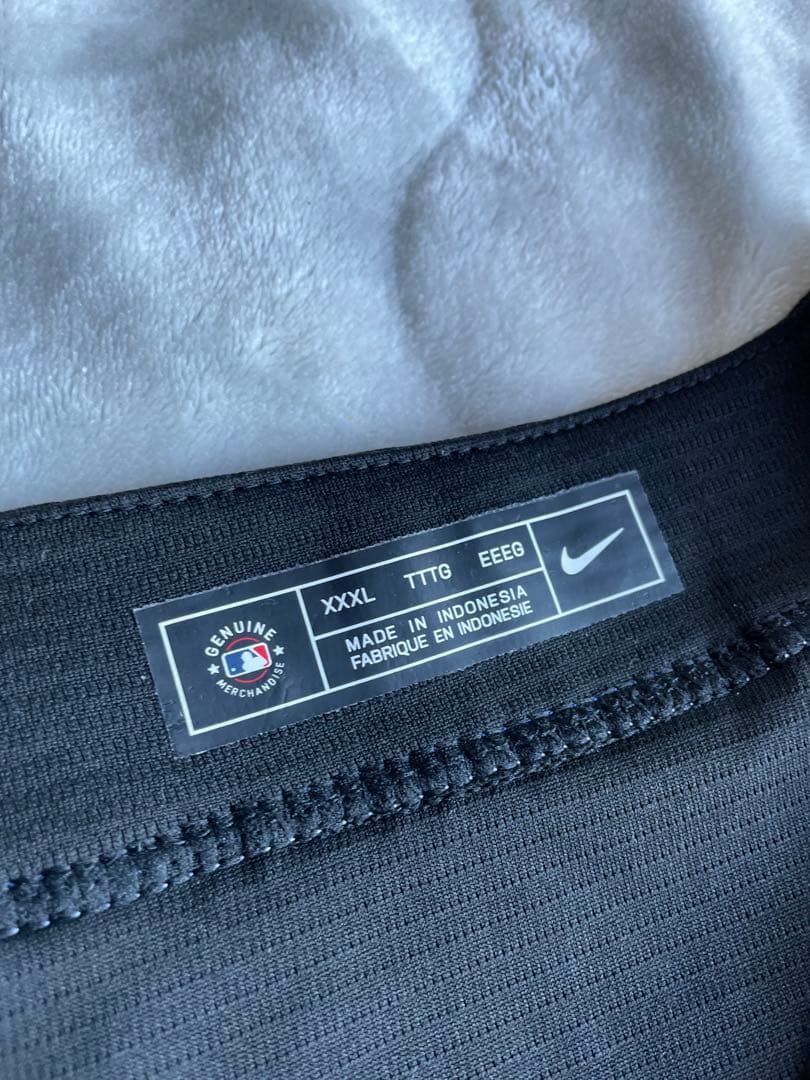 GENUINE
MERCHANDISE
XXXL TTTG EEEG
MADE IN INDONESIA
FABRIQUE EN INDONESIE